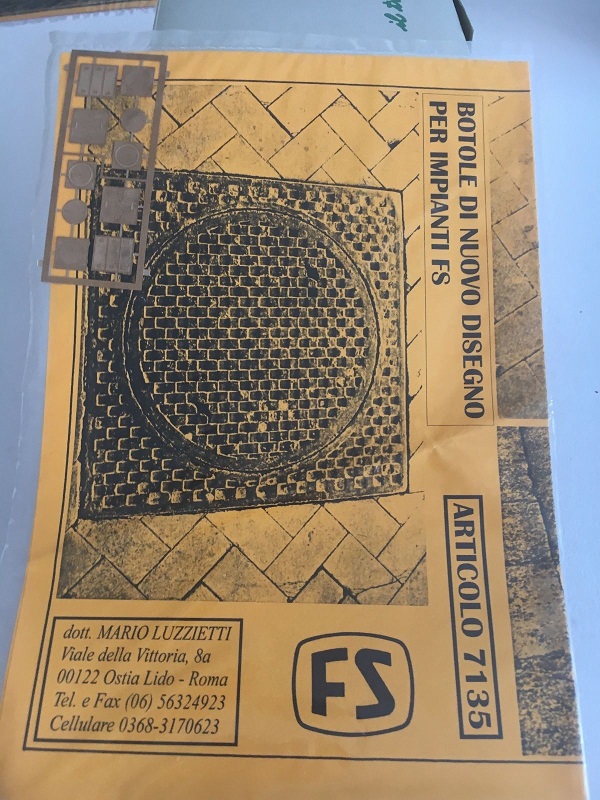 BOTOLE DI NUOVO DISEGNO
PER IMPIANTI FS
ARTICOLO 7135
FS
dott. MARIO LUZZIETTI
Viale della Vittoria, 8a
00122 Ostia Lido - Roma
Tel. e Fax (06) 56324923
Cellulare 0368-3170623